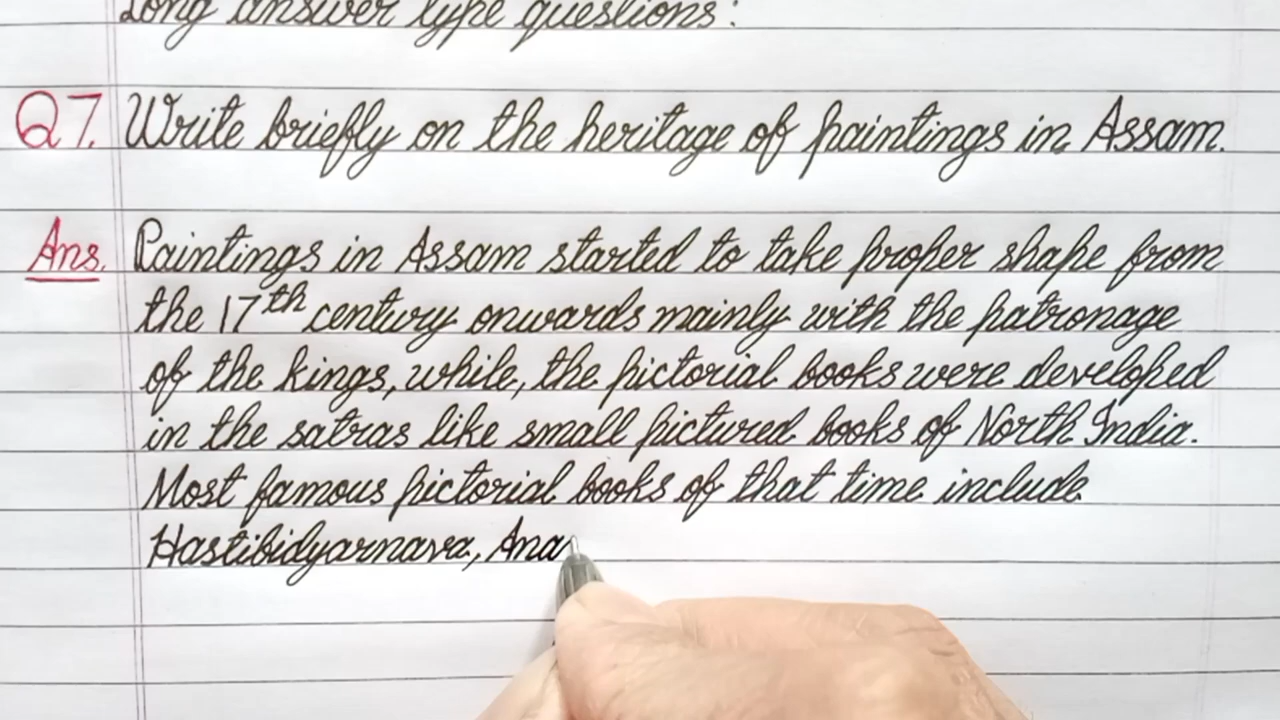 Long answer type questions:
Q7. Write briefly on the heritage of paintings in Assam.
Ans. Paintings in Assam started to take proper shape from
the 17th century onwards mainly with the patronage
of the kings, while, the pictorial books were developed
in the satras like small pictured books of North India.
Most famous pictorial books of that time include
Hastibidyarnava, Ana